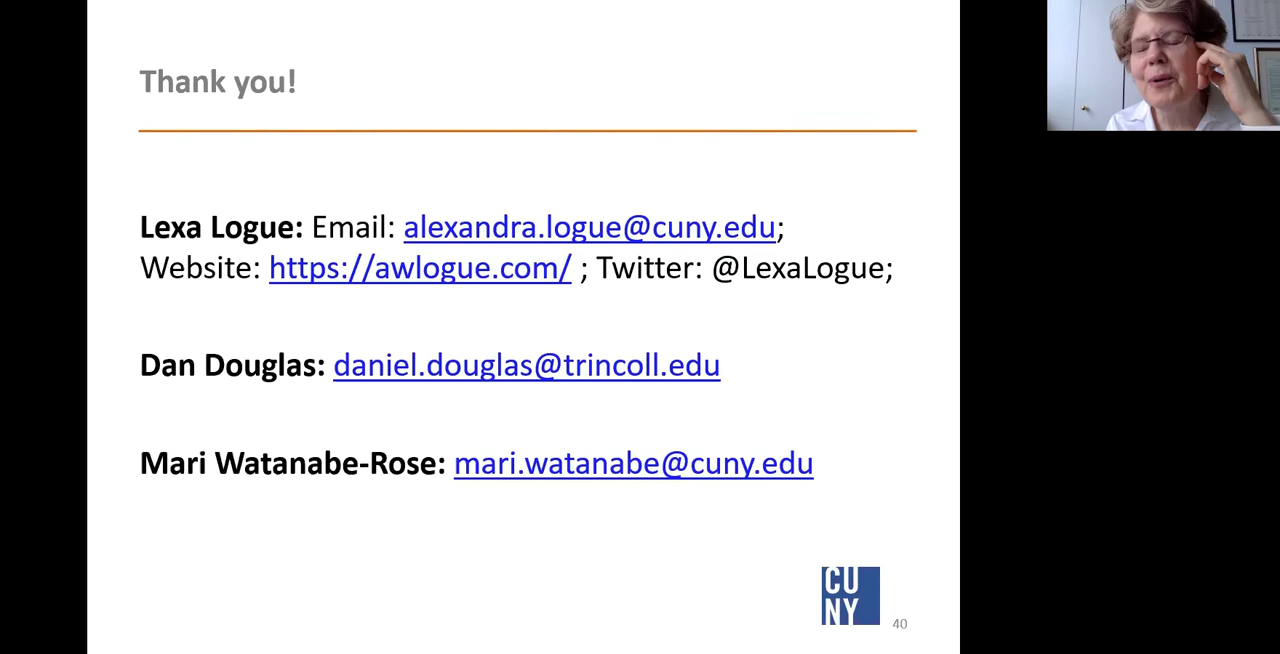 Thank you!
Lexa Logue: Email: alexandra.logue@cuny.edu;
Website: https://awlogue.com/ ; Twitter: @LexaLogue;
Dan Douglas: daniel.douglas@trincoll.edu
Mari Watanabe-Rose: mari.watanabe@cuny.edu
CU
NY
40